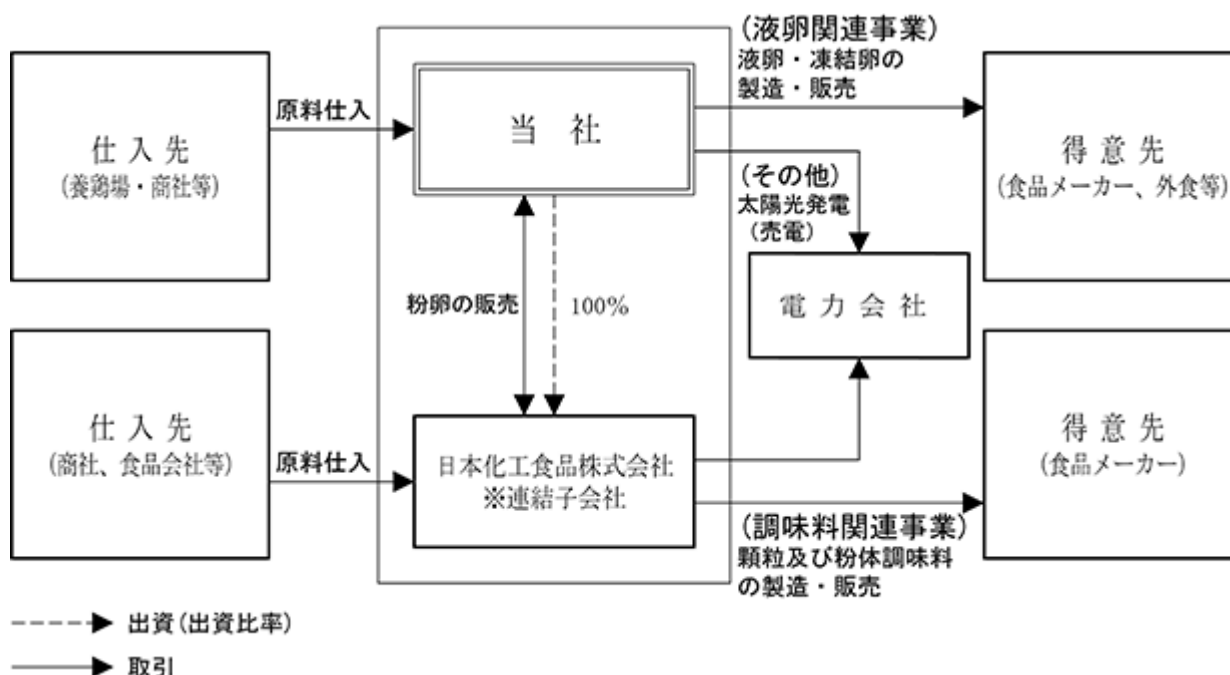 仕入先
(養鶏場・商社等)
原料仕入
当社
(液卵関連事業)
液卵・凍結卵の
製造・販売
得意先
(食品メーカー、外食等)
(その他)
太陽光発電
(売電)
電力会社
粉卵の販売
100%
仕入先
(商社、食品会社等)
原料仕入
日本化工食品株式会社
※連結子会社
得意先
(食品メーカー)
(調味料関連事業)
顆粒及び粉体調味料
の製造・販売
出資(出資比率)
取引